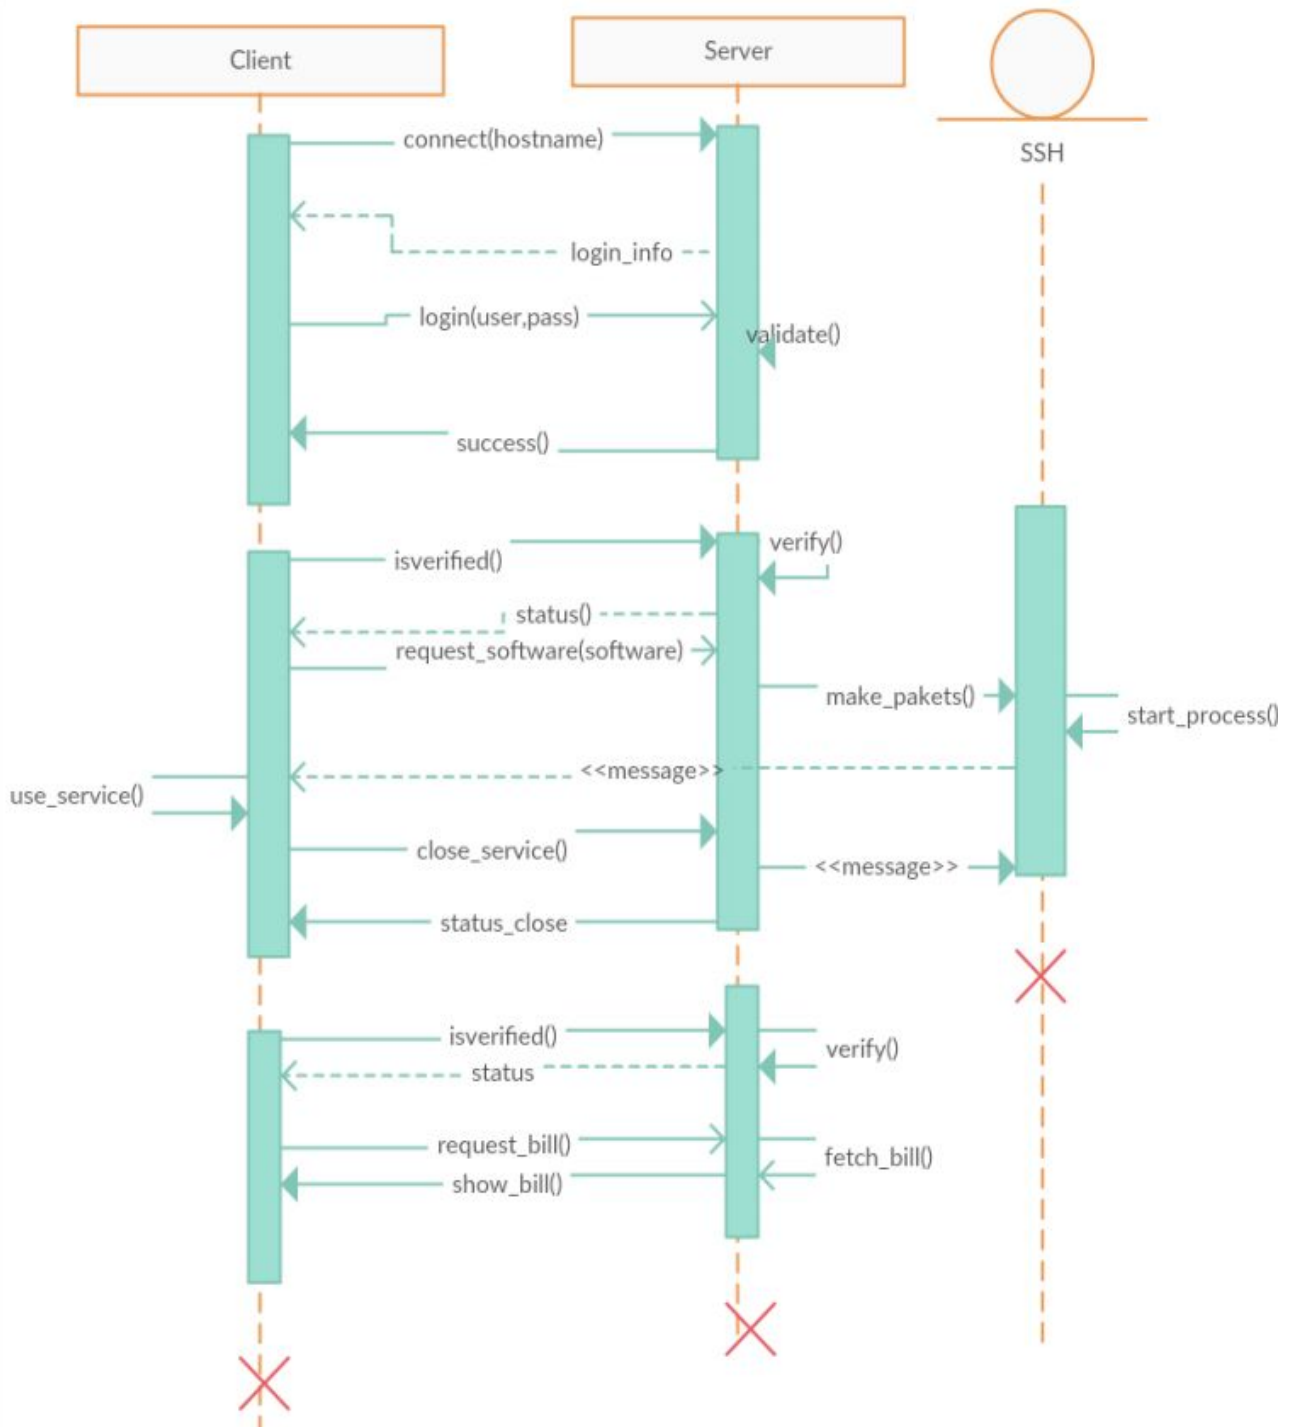 Client
Server
SSH
connect(hostname)
login_info
login(user,pass)
validate()
success()
isverified()
verify()
status()
request_software(software)
make_pakets()
start_process()
<<message>>
use_service()
close_service()
<<message>>
status_close
isverified()
verify()
status
request_bill()
fetch_bill()
show_bill()